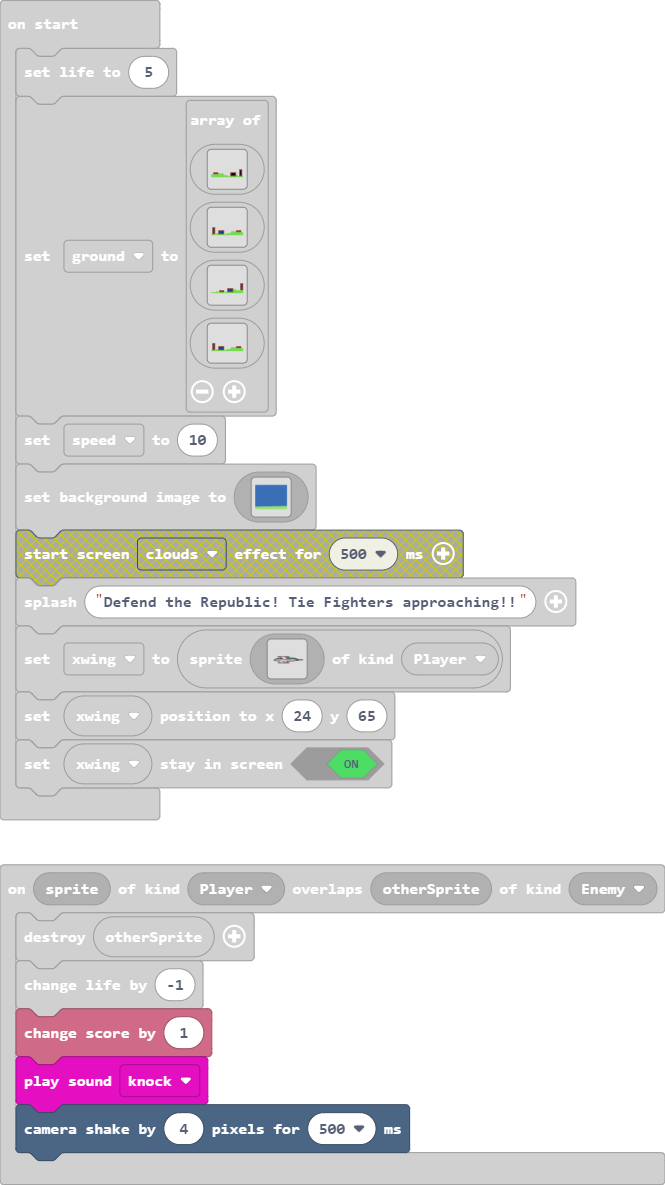 on start
set life to 5
array of
set ground to
set speed to 10
set background image to
start screen clouds effect for 500 ms
splash "Defend the Republic! Tie Fighters approaching!!"
set xwing to sprite of kind Player
set xwing position to x 24 y 65
set xwing stay in screen ON
on sprite of kind Player overlaps otherSprite of kind Enemy
destroy otherSprite
change life by -1
change score by 1
play sound knock
camera shake by 4 pixels for 500 ms